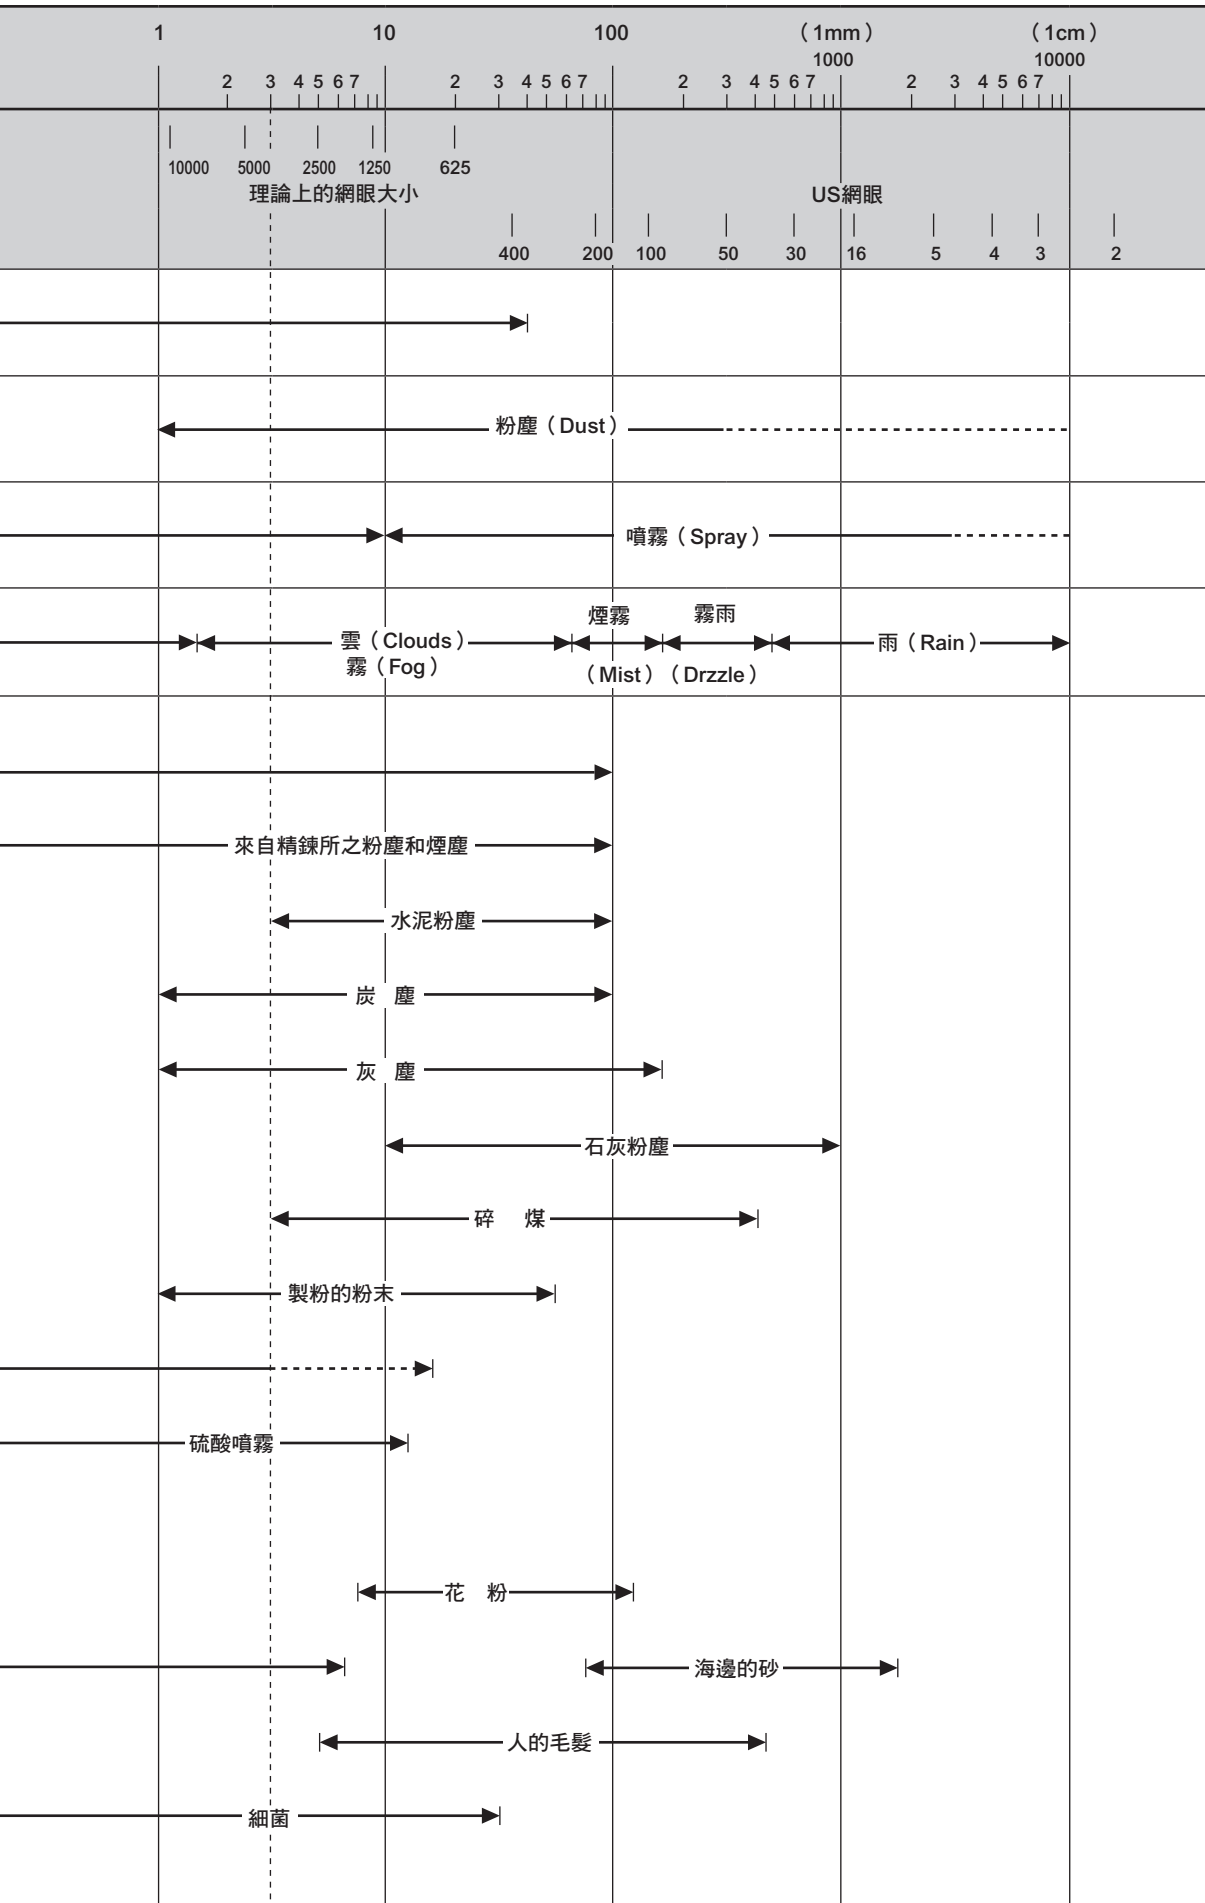 1 10 100 （1mm） （1cm）
1000 10000
2 3 4 5 6 7 2 3 4 5 6 7 2 3 4 5 6 7 2 3 4 5 6 7
10000 5000 2500 1250 625
理論上的網眼大小 US網眼
400 200 100 50 30 16 5 4 3 2
粉塵（Dust）
噴霧（Spray）
煙霧 霧雨
雲（Clouds） 雨（Rain）
霧（Fog） （Mist）（Drzzle）
來自精鍊所之粉塵和煙塵
水泥粉塵
炭 塵
灰 塵
石灰粉塵
碎 煤
製粉的粉末
硫酸噴霧
花 粉
海邊的砂
人的毛髮
細菌